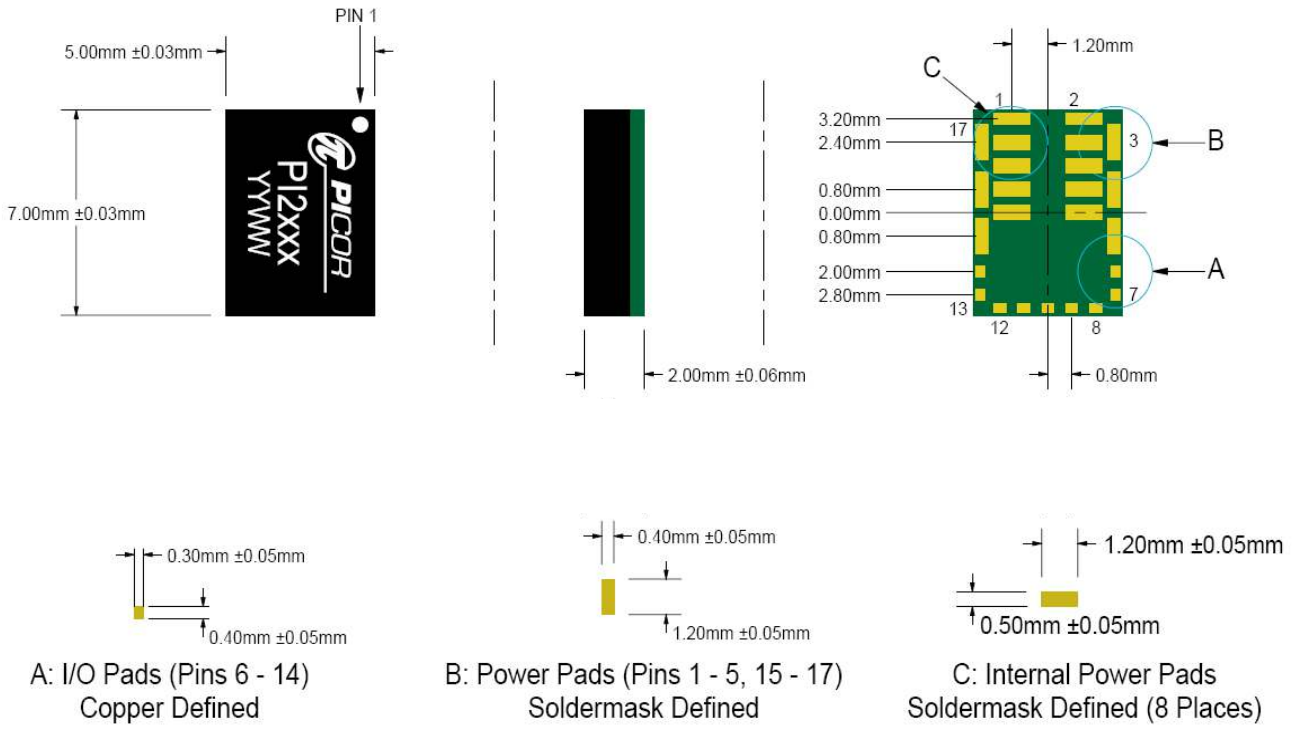 PIN 1
5.00mm ±0.03mm
1.20mm
C
1
2
3.20mm
17
3
B
2.40mm
PICOR
PI2xxx
YYWW
0.80mm
7.00mm ±0.03mm
0.00mm
0.80mm
2.00mm
A
2.80mm
7
13
12
8
2.00mm ±0.06mm
0.80mm
0.30mm ±0.05mm
0.40mm ±0.05mm
1.20mm ±0.05mm
0.40mm ±0.05mm
1.20mm ±0.05mm
0.50mm ±0.05mm
A: I/O Pads (Pins 6 - 14)
Copper Defined
B: Power Pads (Pins 1 - 5, 15 - 17)
Soldermask Defined
C: Internal Power Pads
Soldermask Defined (8 Places)